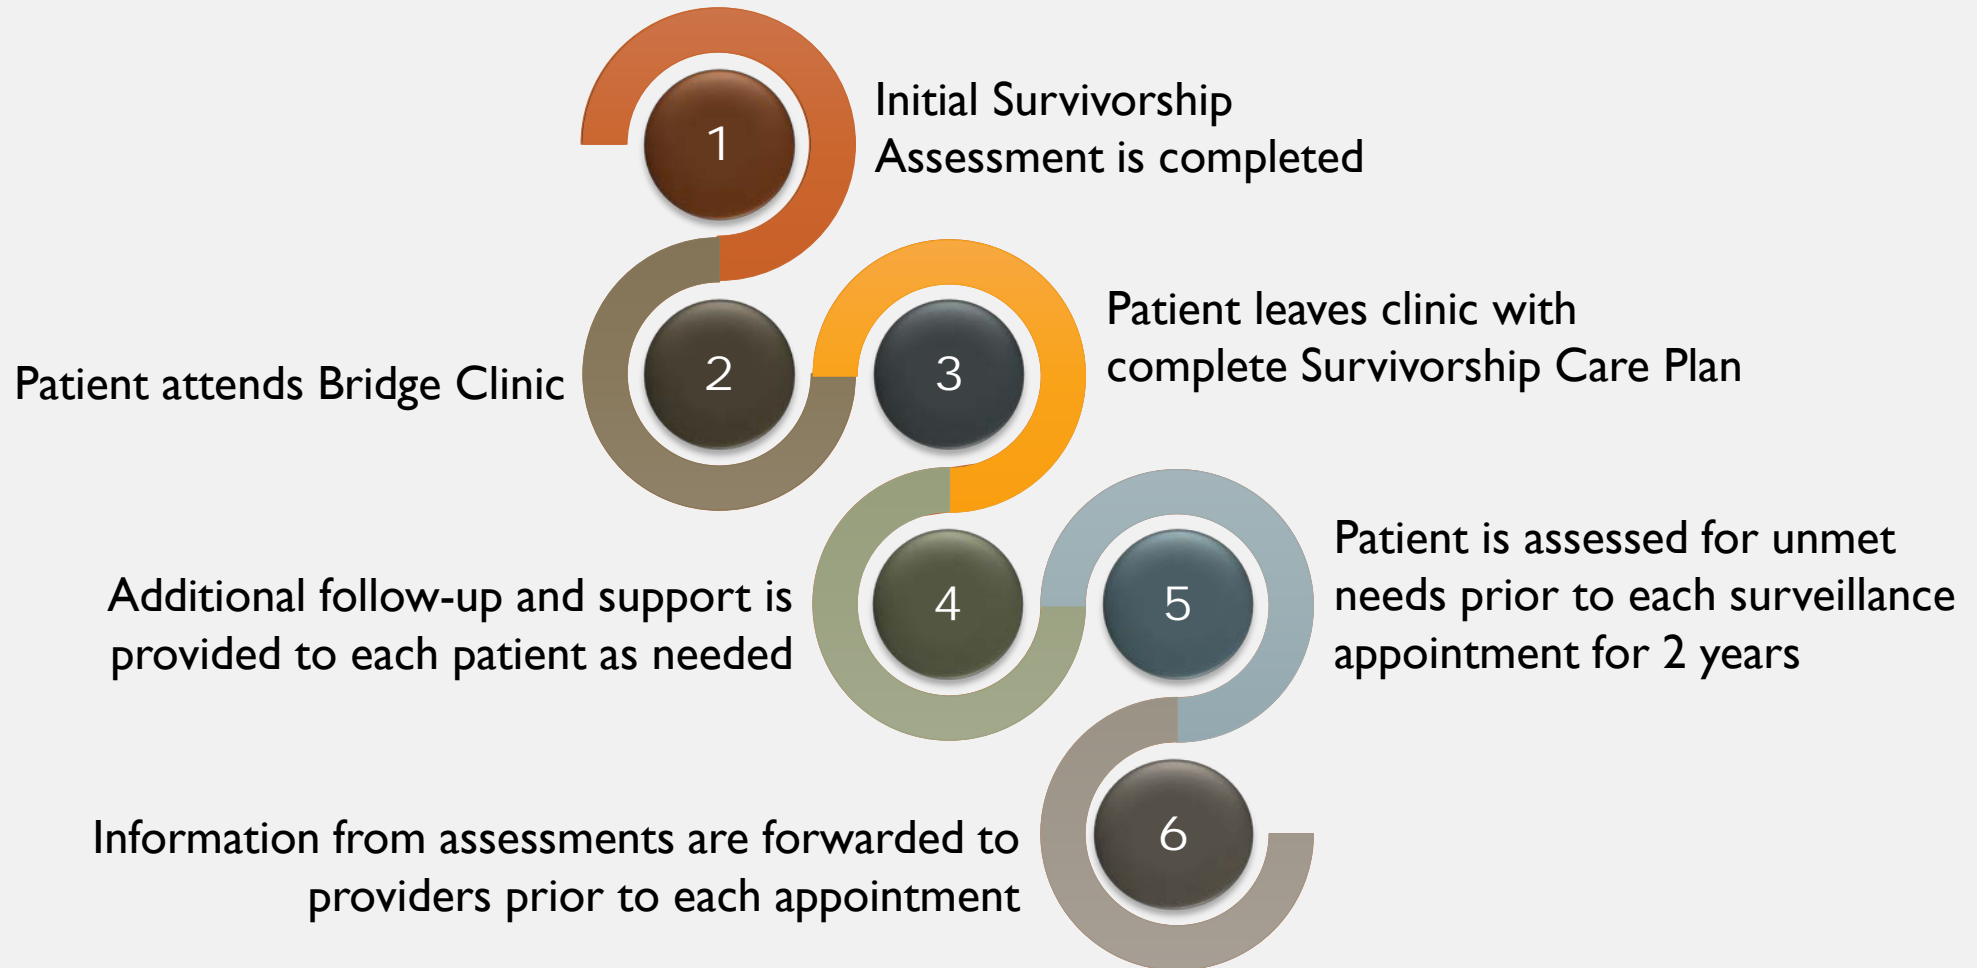 1
Initial Survivorship
Assessment is completed
2
Patient attends Bridge Clinic
3
Patient leaves clinic with
complete Survivorship Care Plan
4
Additional follow-up and support is
provided to each patient as needed
5
Patient is assessed for unmet
needs prior to each surveillance
appointment for 2 years
6
Information from assessments are forwarded to
providers prior to each appointment